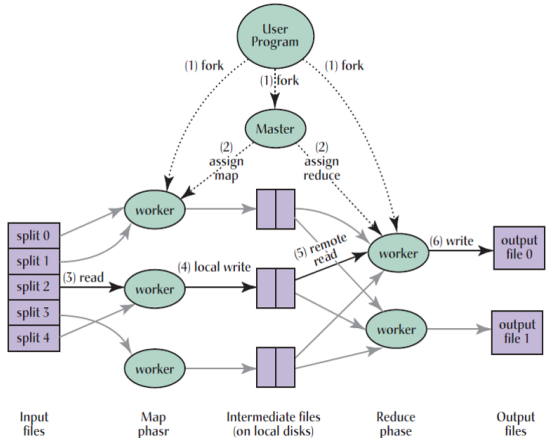 User
Program
(1) fork
(1) fork
(1) fork
Master
(2)
assign
map
(2)
assign
reduce
worker
split 0
split 1
split 2
split 3
split 4
(3) read
worker
(4) local write
(5) remote
read
worker
(6) write
output
file 0
worker
output
file 1
worker
Input
files
Map
phasr
Intermediate files
(on local disks)
Reduce
phase
Output
files